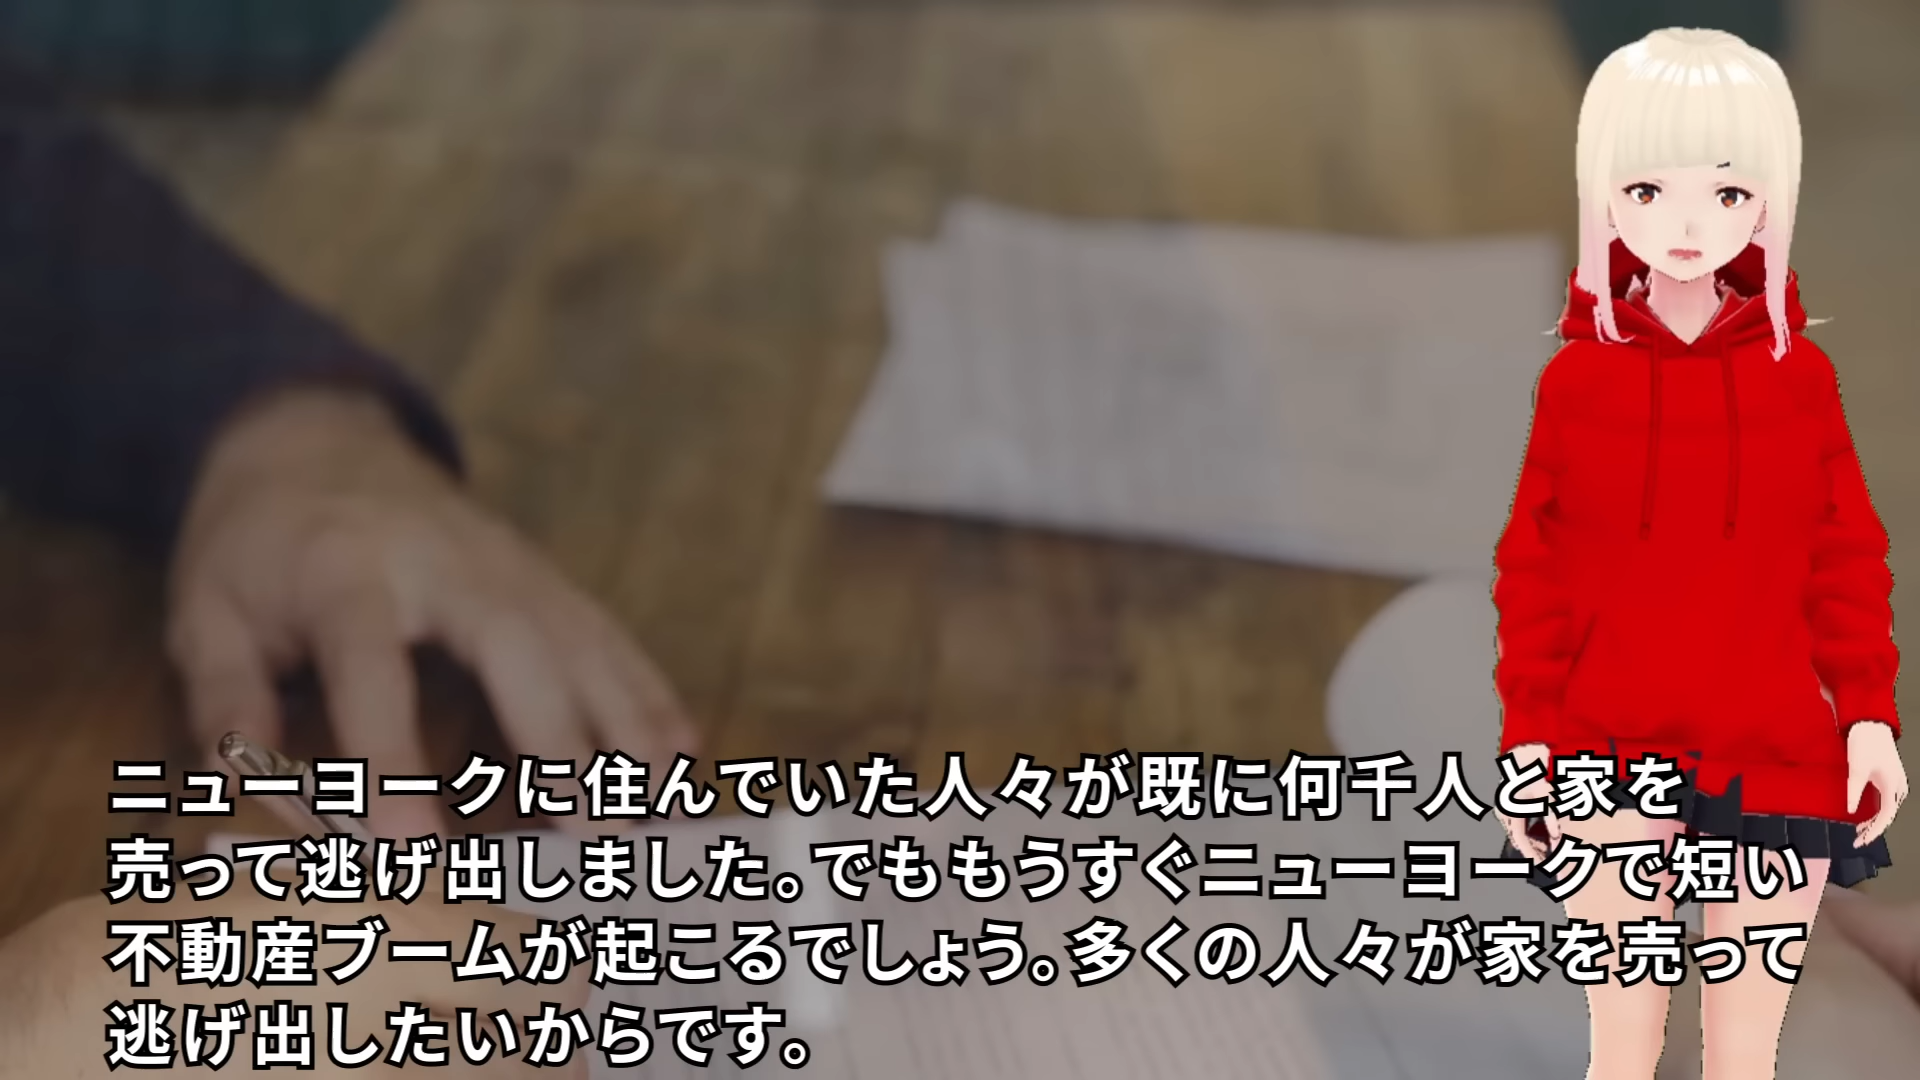 ニューヨークに住んでいた人々が既に何千人と家を
売って逃げ出しました。でももうすぐニューヨークで短い
不動産ブームが起こるでしょう。多くの人々が家を売って
逃げ出したいからです。